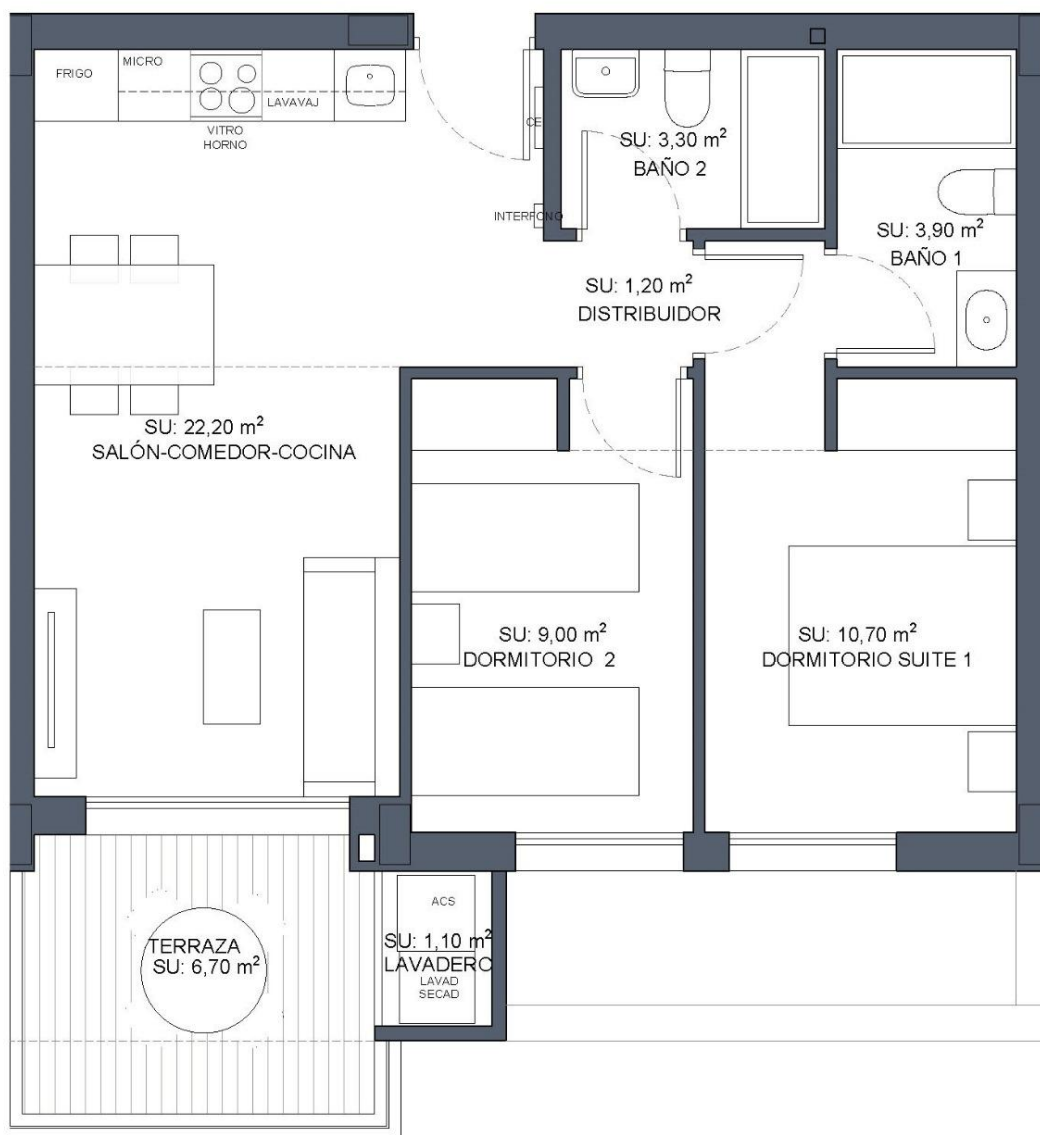 FRIGO
MICRO
LAVAVAJ
VITRO
HORNO
CE
INTERFONO
SU: 3,30 m²
BAÑO 2
SU: 3,90 m²
BAÑO 1
SU: 1,20 m²
DISTRIBUIDOR
SU: 22,20 m²
SALÓN-COMEDOR-COCINA
SU: 9,00 m²
DORMITORIO 2
SU: 10,70 m²
DORMITORIO SUITE 1
TERRAZA
SU: 6,70 m²
ACS
SU: 1,10 m²
LAVADERO
LAVAD
SECAD